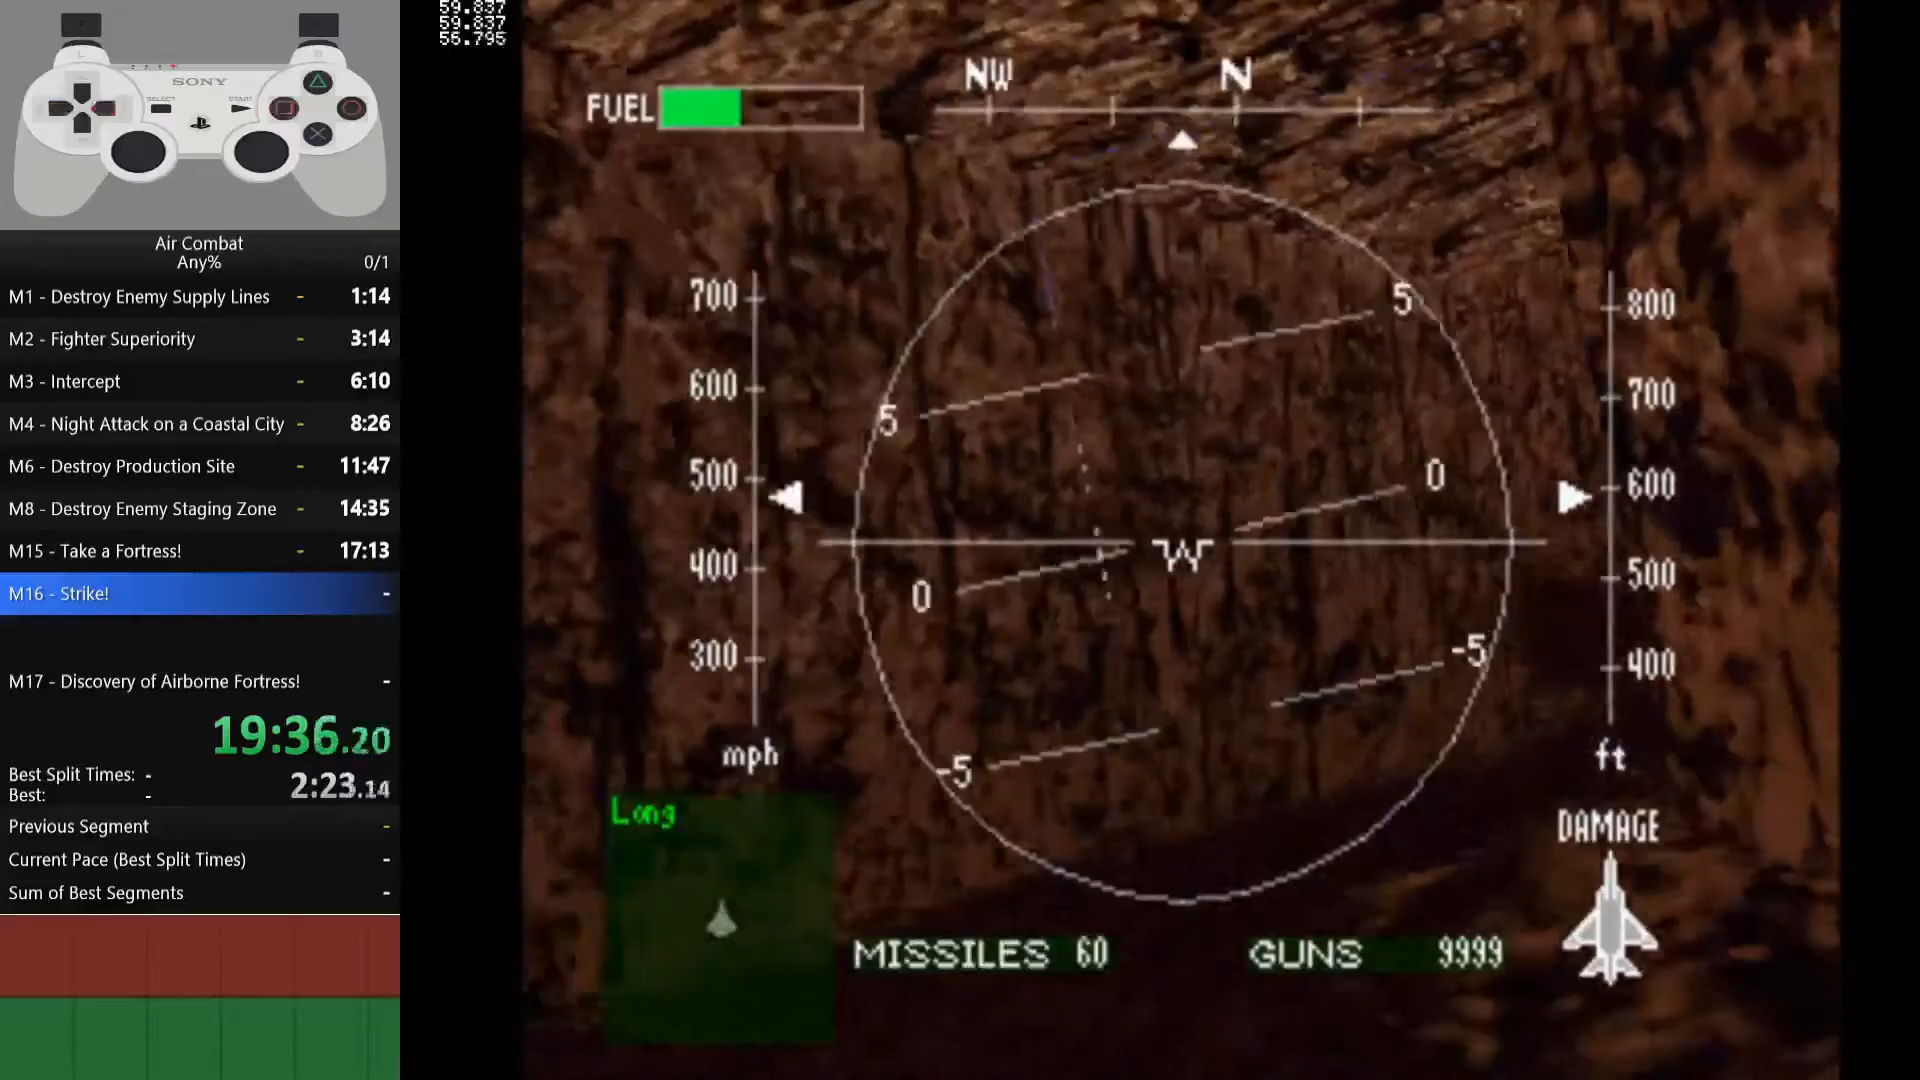 59.837
59.837
56.795
SONY
SELECT
START
Air Combat
Any% 0/1
M1 - Destroy Enemy Supply Lines - 1:14
M2 - Fighter Superiority - 3:14
M3 - Intercept - 6:10
M4 - Night Attack on a Coastal City - 8:26
M6 - Destroy Production Site - 11:47
M8 - Destroy Enemy Staging Zone - 14:35
M15 - Take a Fortress! - 17:13
M16 - Strike! -
M17 - Discovery of Airborne Fortress! -
19:36.20
Best Split Times: -
Best: -
2:23.14
Previous Segment -
Current Pace (Best Split Times) -
Sum of Best Segments -
FUEL
NW N
700
600
500
400
300
mph
5 5
0 0
-5 -5
800
700
600
500
400
ft
Long
DAMAGE
MISSILES 60
GUNS 9999